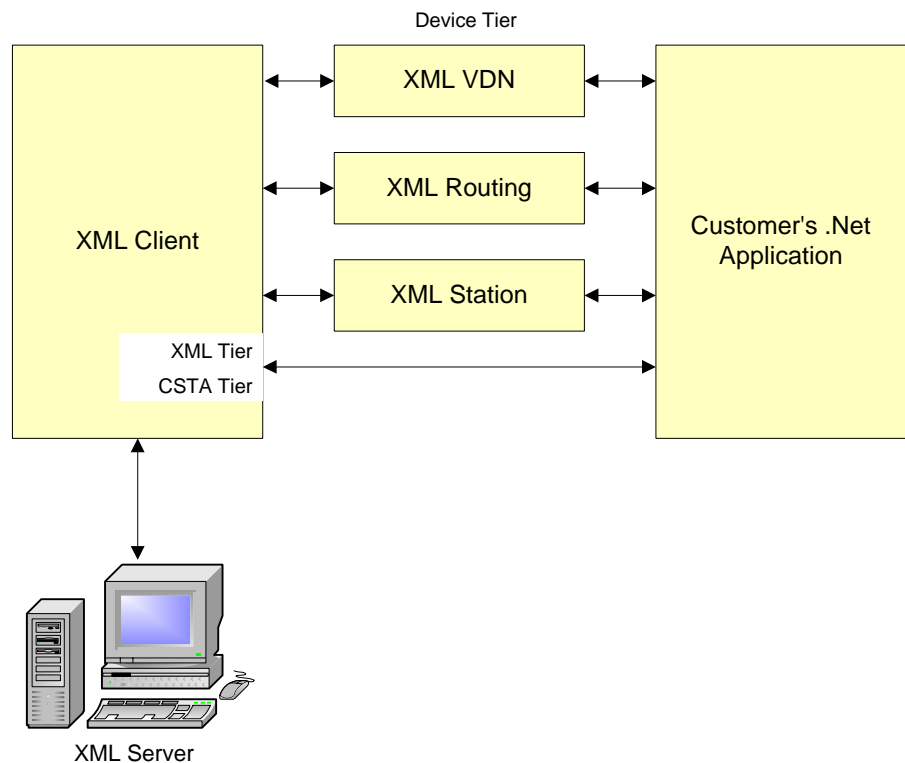 Device Tier
XML VDN
XML Routing
XML Client
Customer's .Net
Application
XML Station
XML Tier
CSTA Tier
XML Server